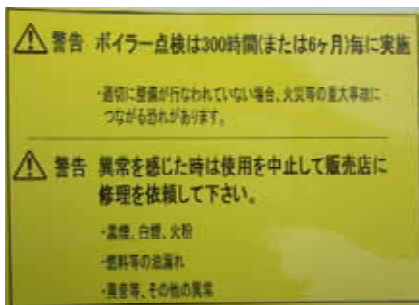 警告 ボイラー点検は300時間(または6ヶ月)毎に実施
・適切に整備が行なわれていない場合、火災等の重大事故に
つながる恐れがあります。
警告 異常を感じた時は使用を中止して販売店に
修理を依頼して下さい。
・黒煙、白煙、火粉
・燃料等の油漏れ
・異音等、その他の異常